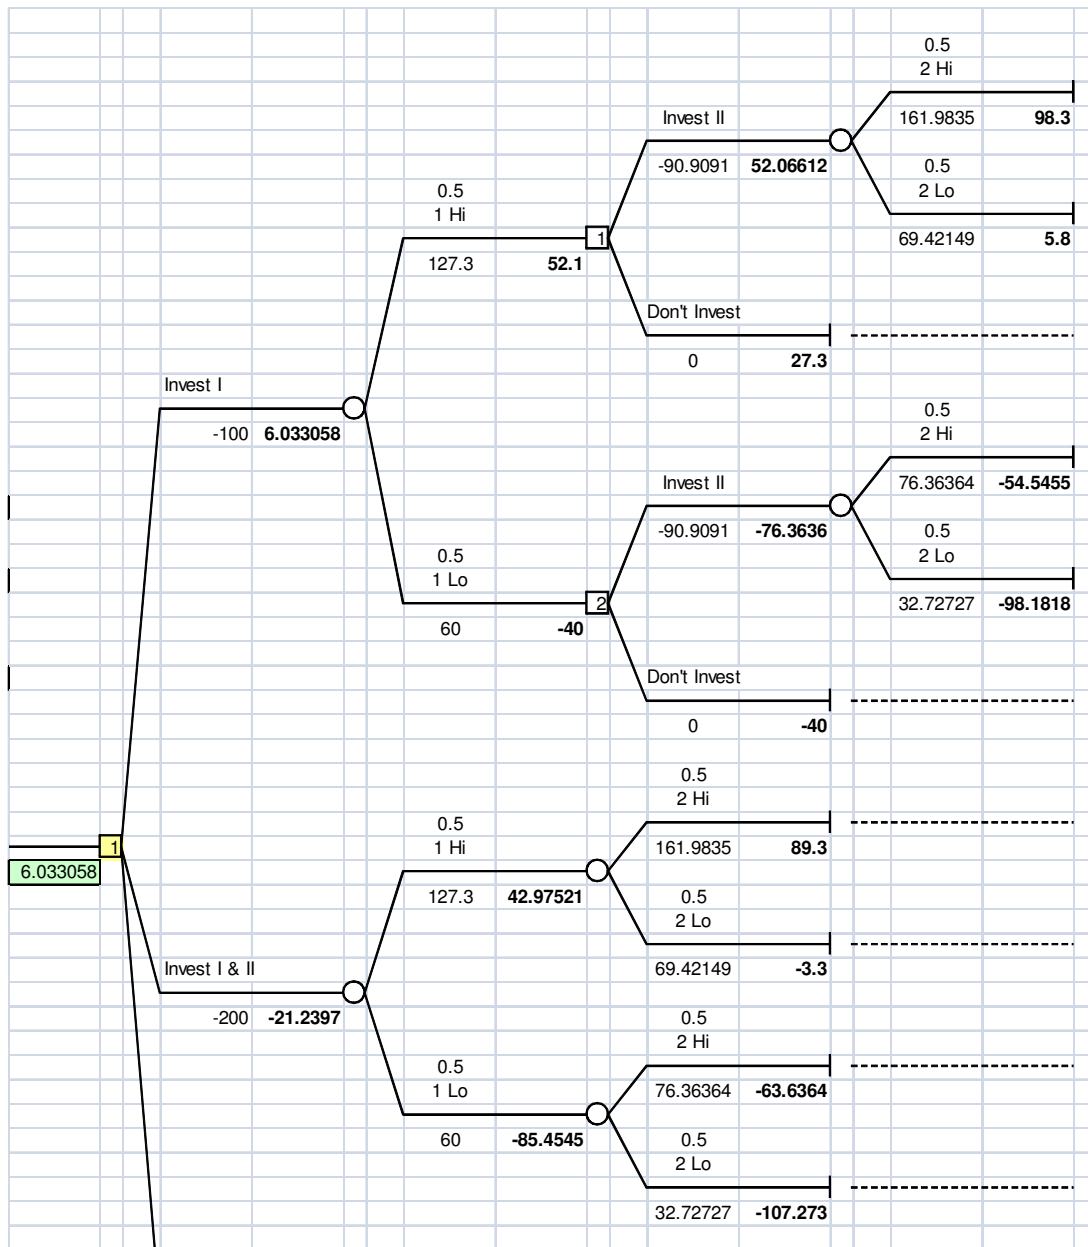 0.5
2 Hi
Invest II
161.9835 98.3
-90.9091 52.06612
0.5
0.5
2 Lo
1 Hi
1
69.42149 5.8
127.3 52.1
Don't Invest
0 27.3
Invest I
0.5
2 Hi
-100 6.033058
Invest II
76.36364 -54.5455
-90.9091 -76.3636
0.5
0.5
2 Lo
1 Lo
2
32.72727 -98.1818
60 -40
Don't Invest
0 -40
0.5
2 Hi
0.5
1 Hi
1
161.9835 89.3
6.033058
127.3 42.97521
0.5
2 Lo
Invest I & II
69.42149 -3.3
-200 -21.2397
0.5
2 Hi
0.5
1 Lo
76.36364 -63.6364
60 -85.4545
0.5
2 Lo
32.72727 -107.273